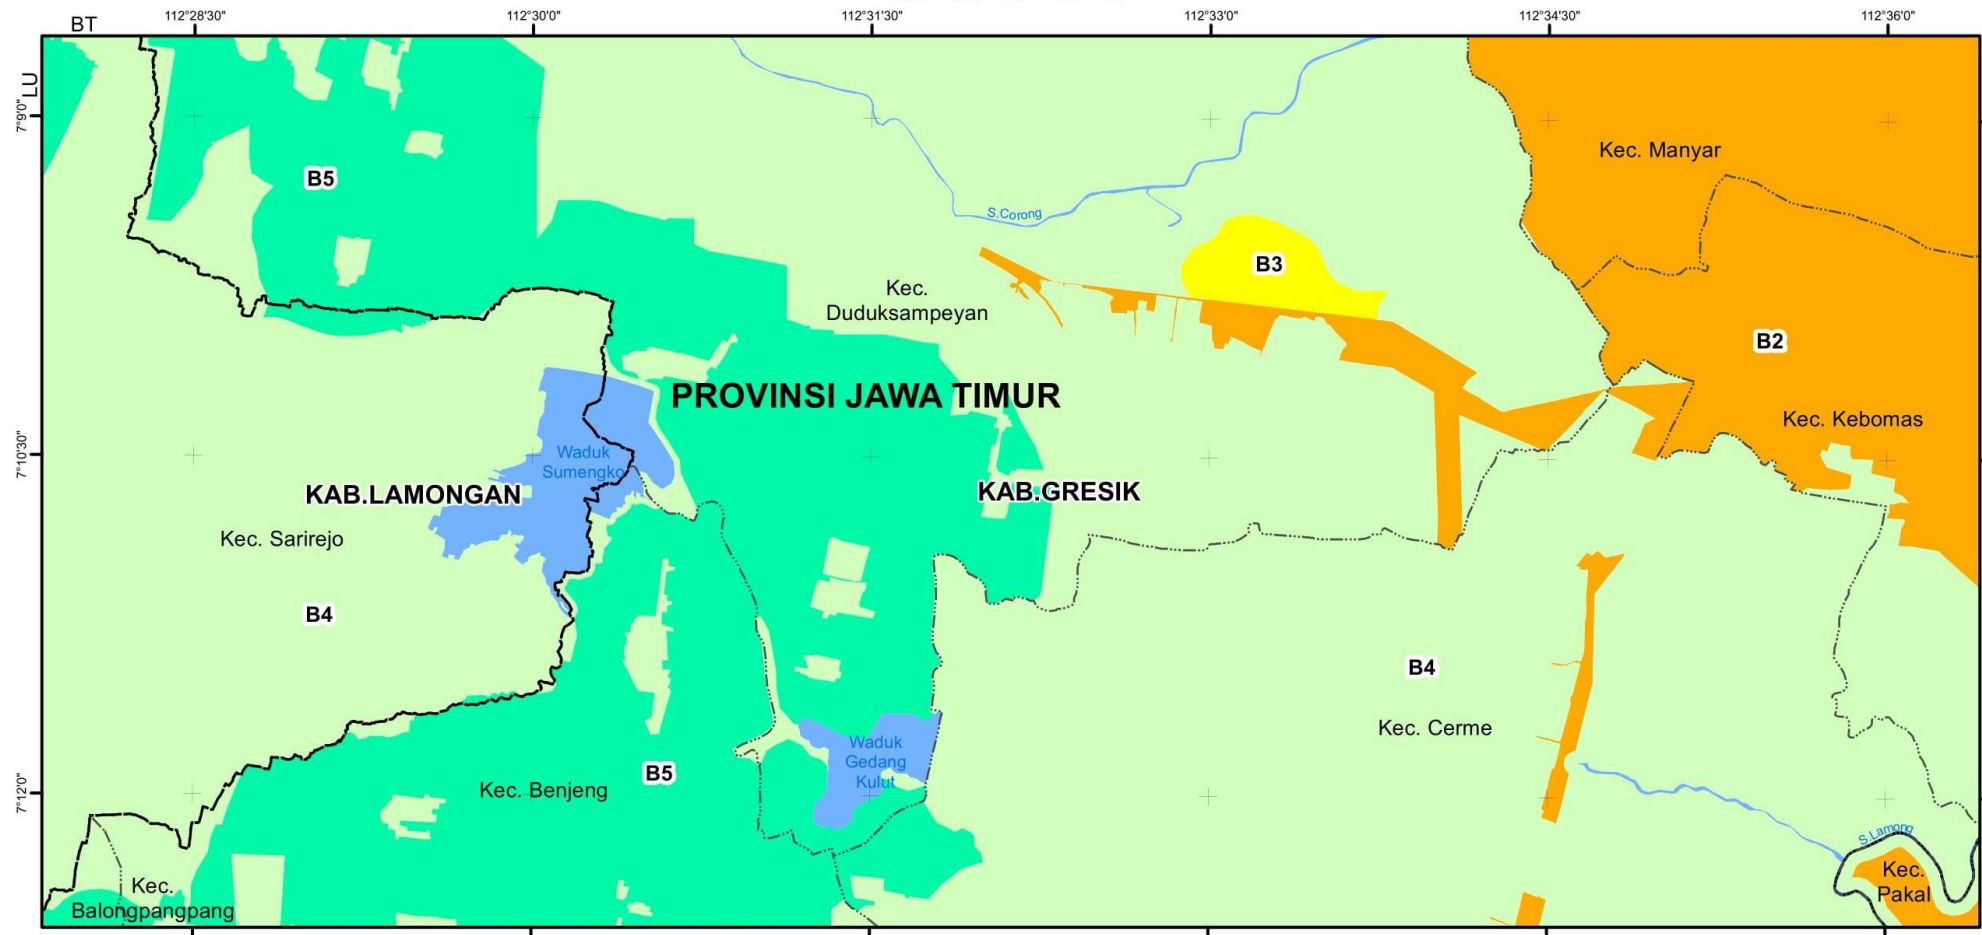 112°28'30"
112°30'0"
112°31'30"
112°33'0"
112°34'30"
112°36'0"
BT
LU
7°9'0"
Kec. Manyar
B5
S.Corong
B3
Kec.
Duduksampeyan
B2
PROVINSI JAWA TIMUR
Kec. Kebomas
7°10'30"
Waduk
Sumengko
KAB.LAMONGAN
KAB.GRESIK
Kec. Sarirejo
B4
B4
Kec. Cerme
Waduk
Gedang
Kulut
B5
Kec. Benjeng
7°12'0"
S.Lamong
Kec.
Pakal
Kec.
Balongpangpang